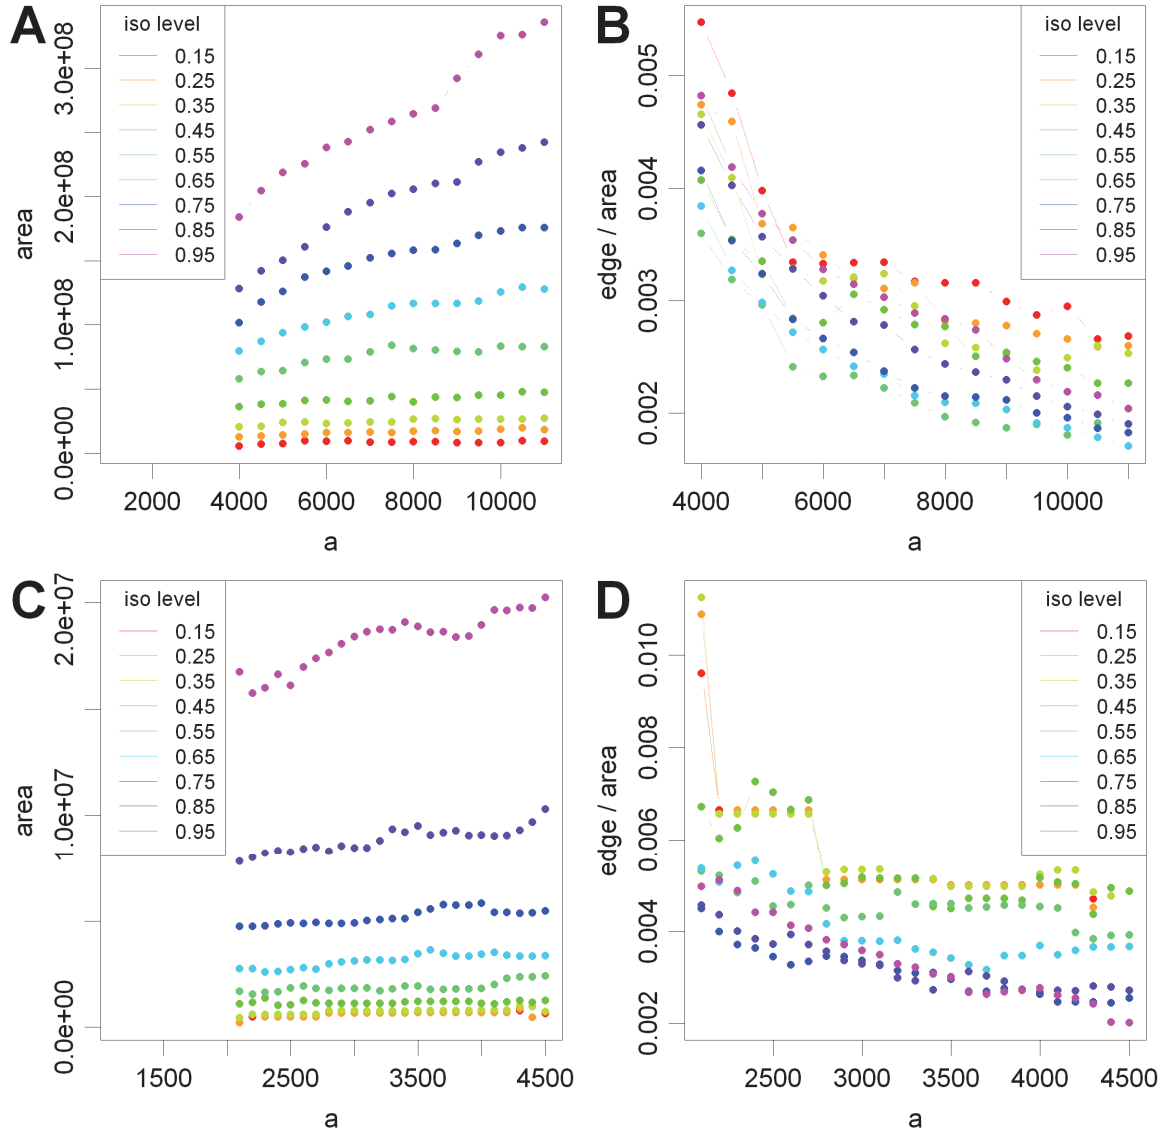 A
iso level
0.15
0.25
0.35
0.45
0.55
0.65
0.75
0.85
0.95
area
3.0e+08
2.0e+08
1.0e+08
0.0e+00
2000 4000 6000 8000 10000
a
B
iso level
0.15
0.25
0.35
0.45
0.55
0.65
0.75
0.85
0.95
edge / area
0.005
0.004
0.003
0.002
4000 6000 8000 10000
a
C
iso level
0.15
0.25
0.35
0.45
0.55
0.65
0.75
0.85
0.95
area
2.0e+07
1.0e+07
0.0e+00
1500 2500 3500 4500
a
D
iso level
0.15
0.25
0.35
0.45
0.55
0.65
0.75
0.85
0.95
edge / area
0.010
0.008
0.006
0.004
0.002
2500 3000 3500 4000 4500
a